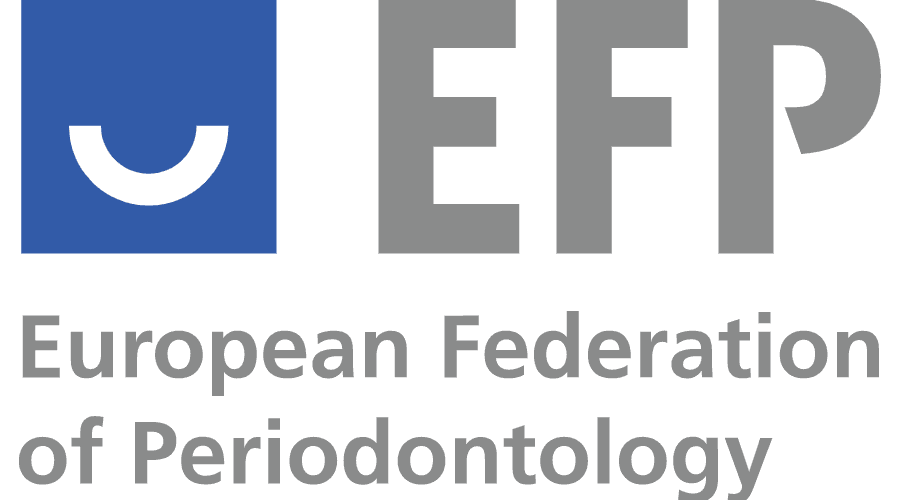 EFP
European Federation
of Periodontology